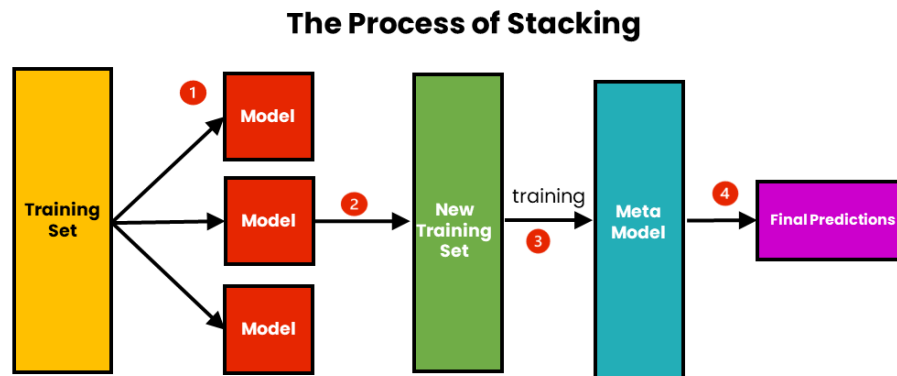 The Process of Stacking
1
Model
Training
Set
Model
2
New
Training
Set
training
3
Meta
Model
4
Final Predictions
Model